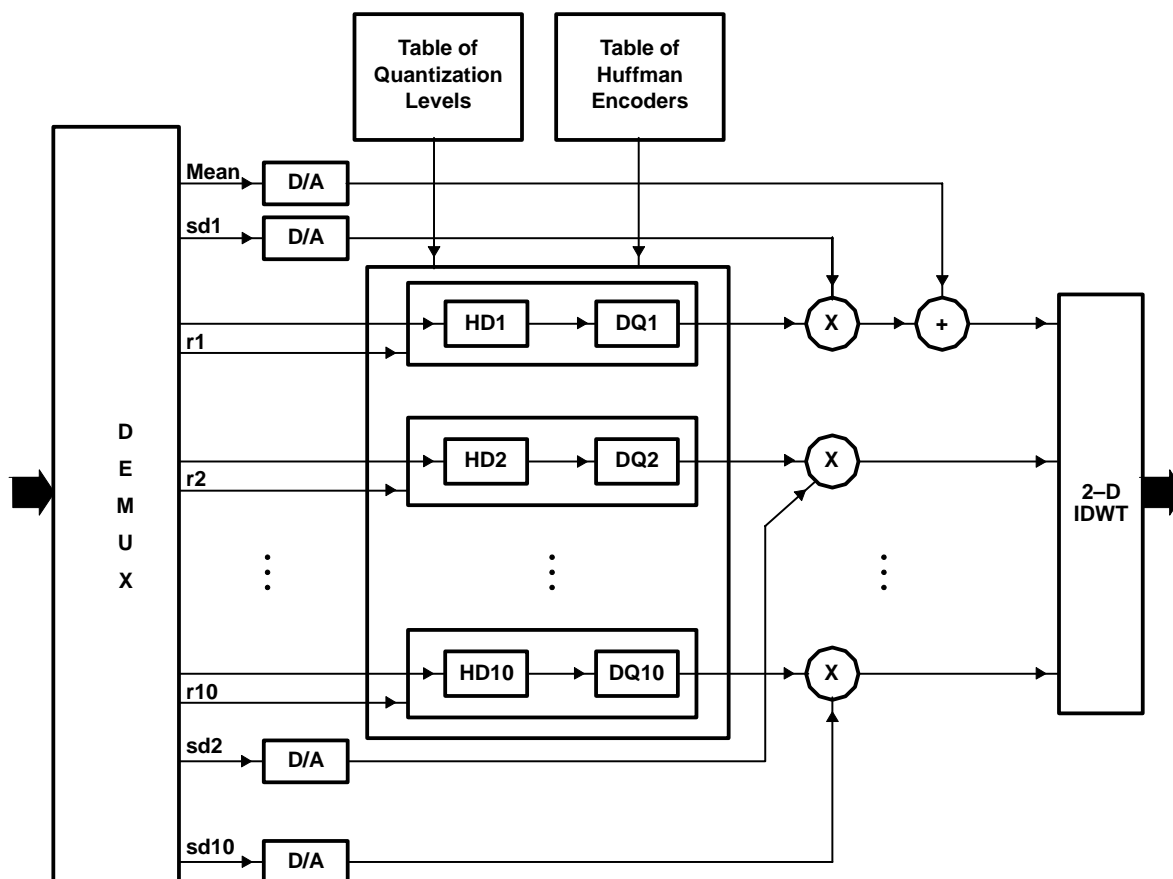 Table of
Quantization
Levels
Table of
Huffman
Encoders
Mean
D/A
sd1
D/A
HD1
DQ1
X
+
r1
D
E
M
U
X
HD2
DQ2
X
r2
2–D
IDWT
HD10
DQ10
X
r10
sd2
D/A
sd10
D/A